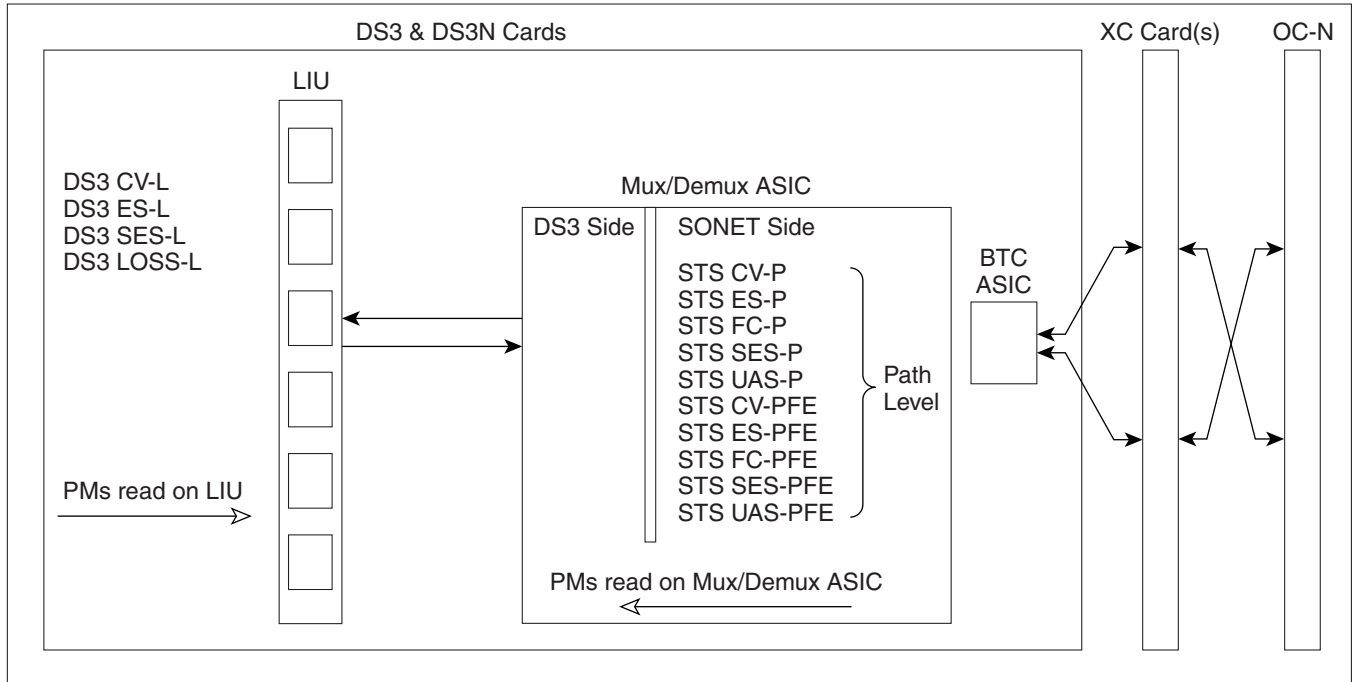 DS3 & DS3N Cards
XC Card(s)
OC-N
LIU
DS3 CV-L
DS3 ES-L
DS3 SES-L
DS3 LOSS-L
Mux/Demux ASIC
DS3 Side
SONET Side
STS CV-P
STS ES-P
STS FC-P
STS SES-P
STS UAS-P
STS CV-PFE
STS ES-PFE
STS FC-PFE
STS SES-PFE
STS UAS-PFE
Path
Level
BTC
ASIC
PMs read on LIU
PMs read on Mux/Demux ASIC